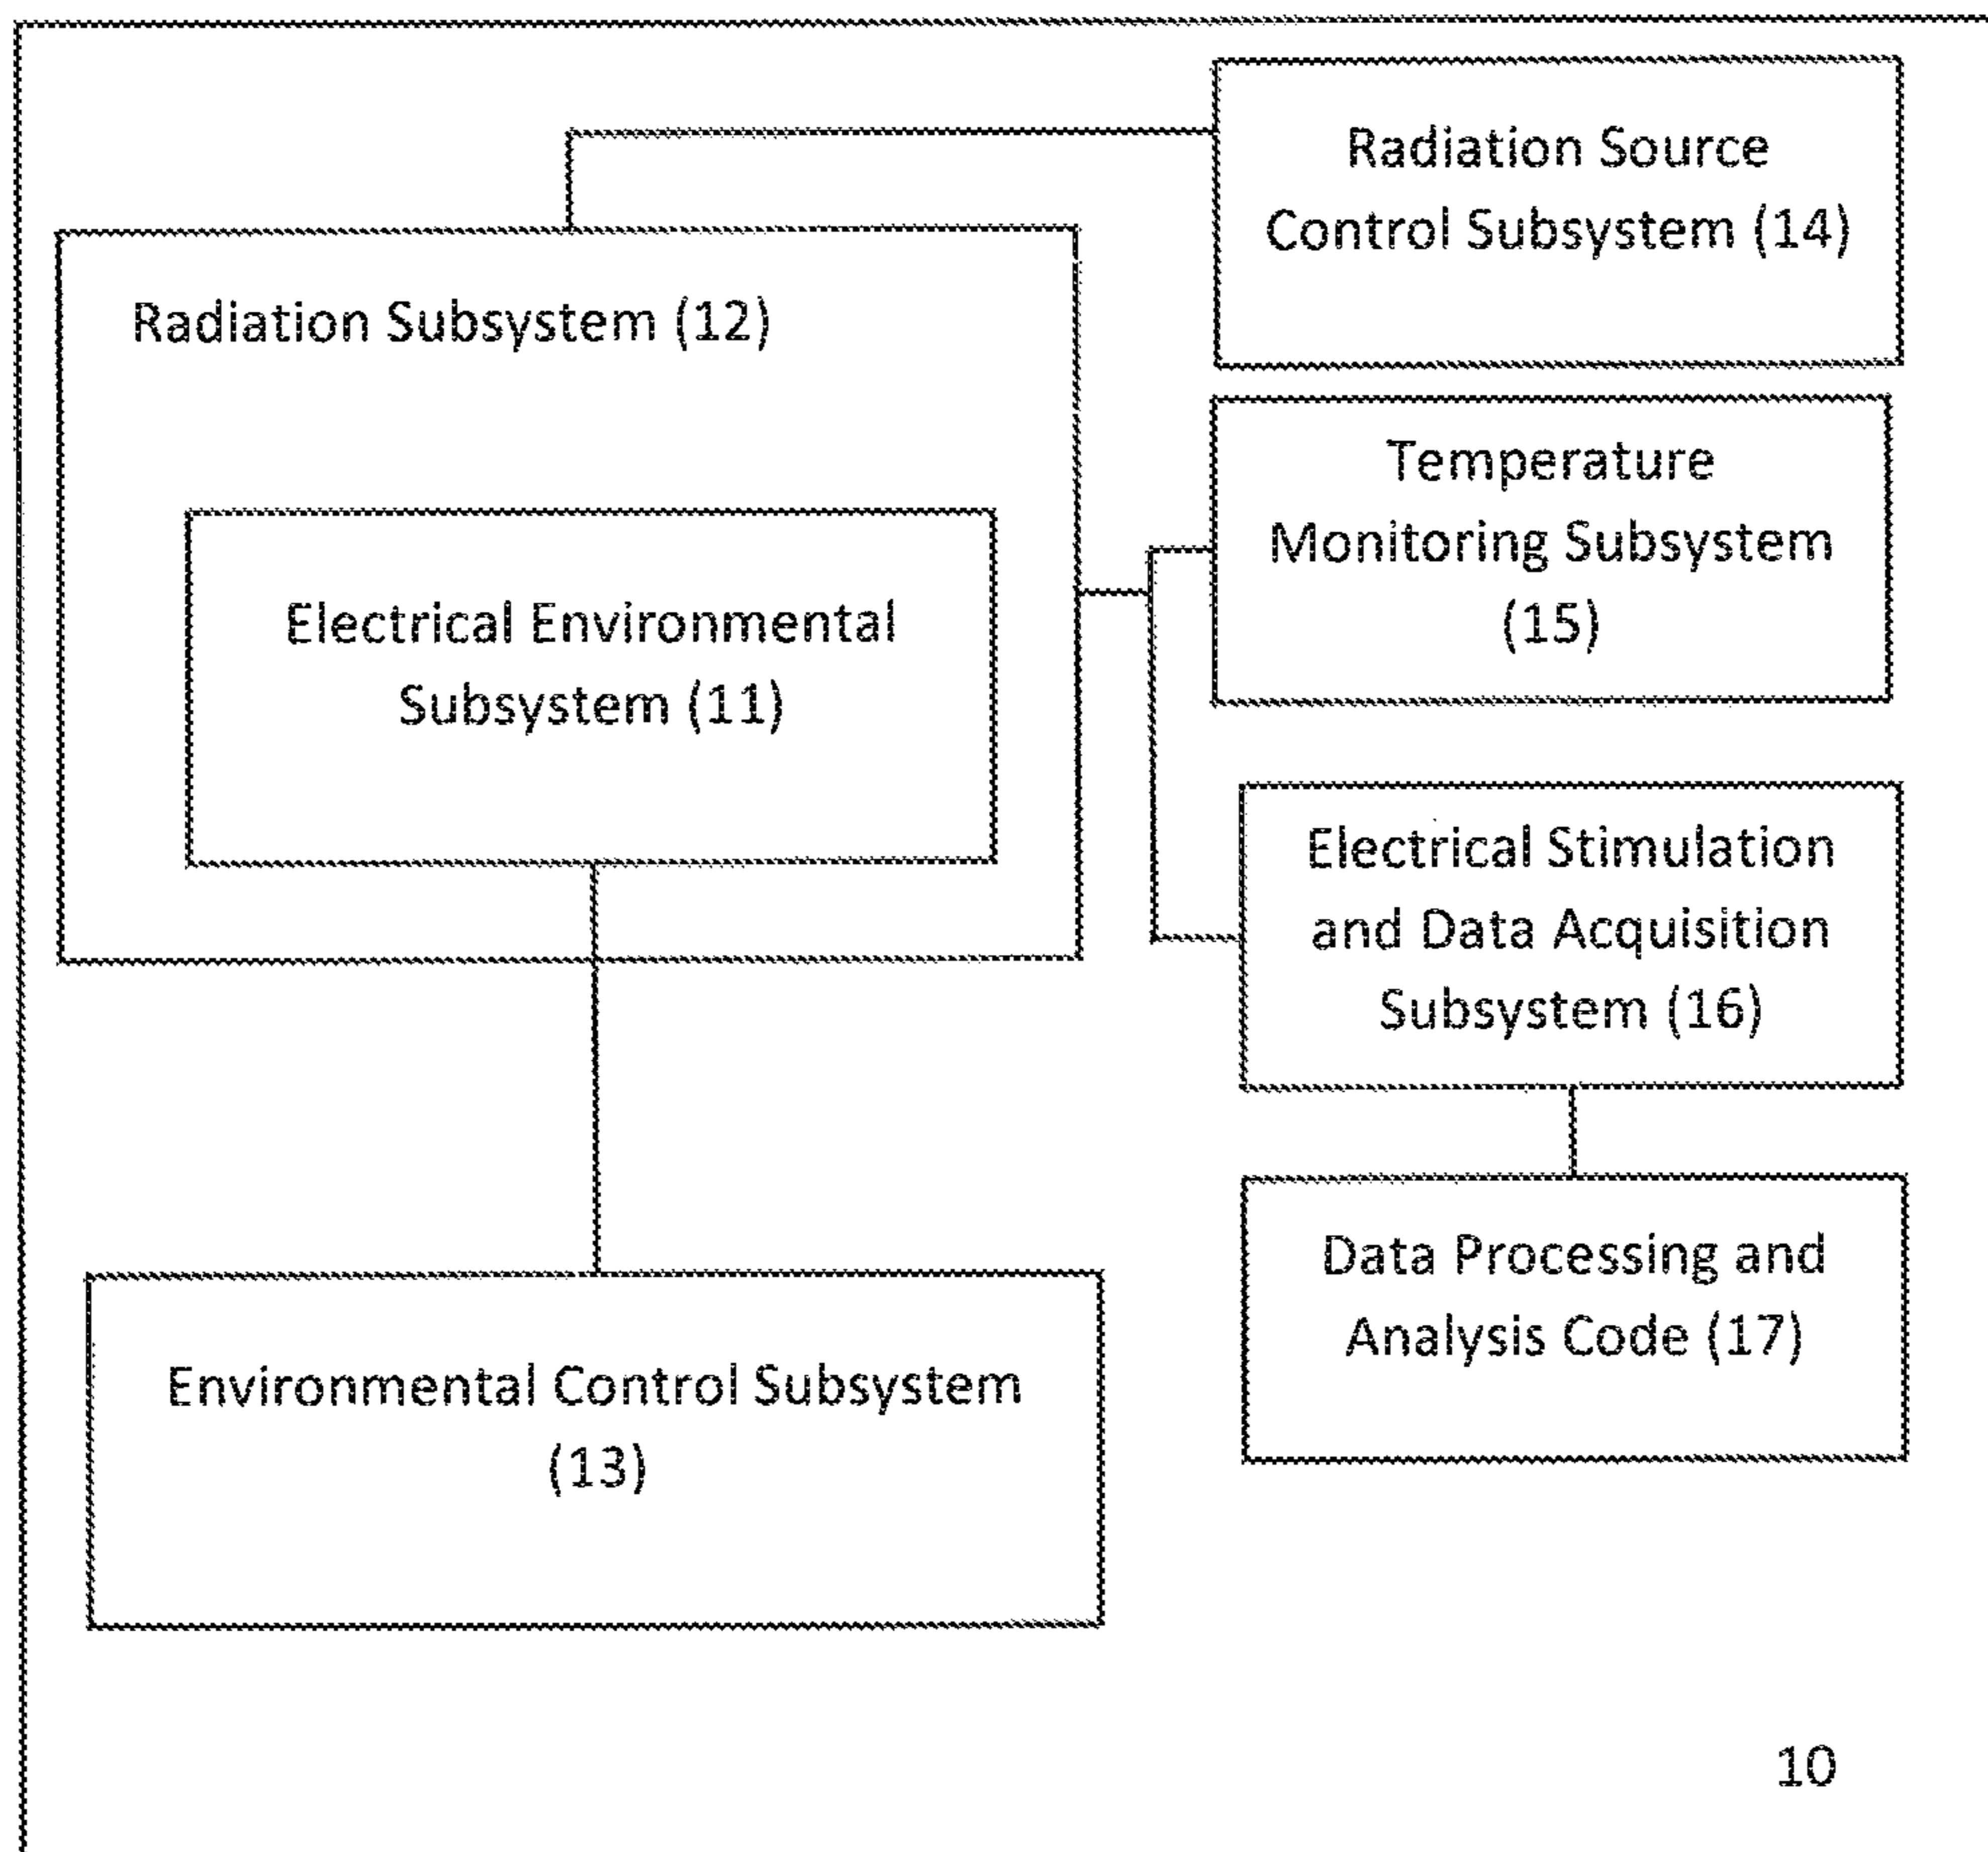 Radiation Source
Control Subsystem (14)
Radiation Subsystem (12)
Temperature
Monitoring Subsystem
(15)
Electrical Environmental
Subsystem (11)
Electrical Stimulation
and Data Acquisition
Subsystem (16)
Data Processing and
Analysis Code (17)
Environmental Control Subsystem
(13)
10